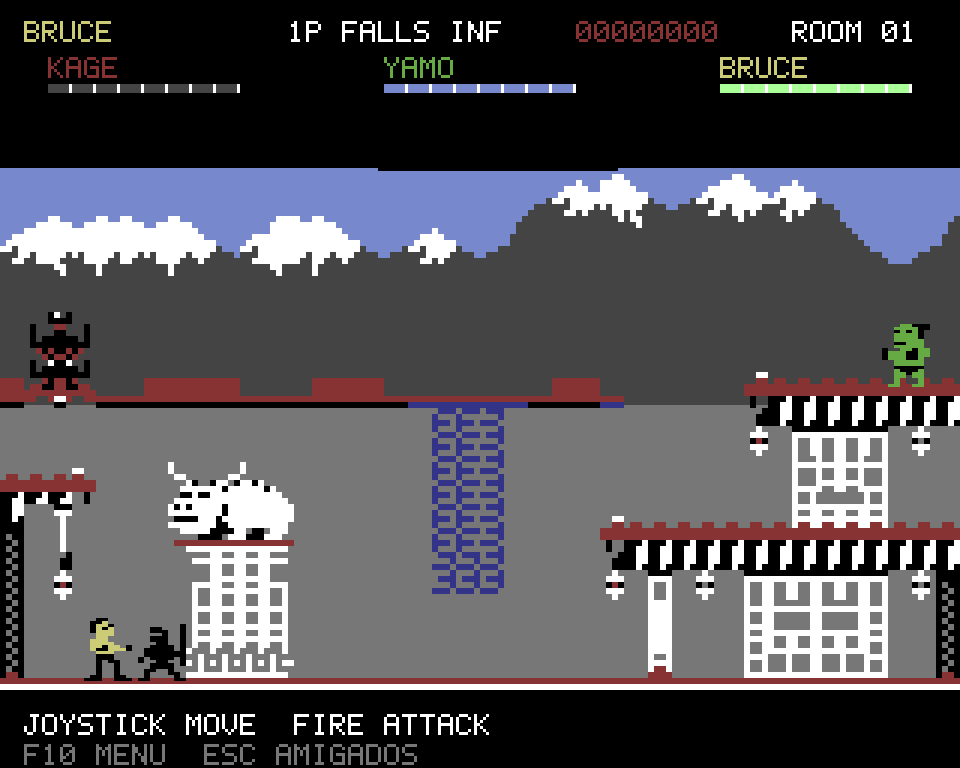 BRUCE 1P FALLS INF 00000000 ROOM 01
KAGE YAMO BRUCE
JOYSTICK MOVE FIRE ATTACK
F10 MENU ESC AMIGADOS